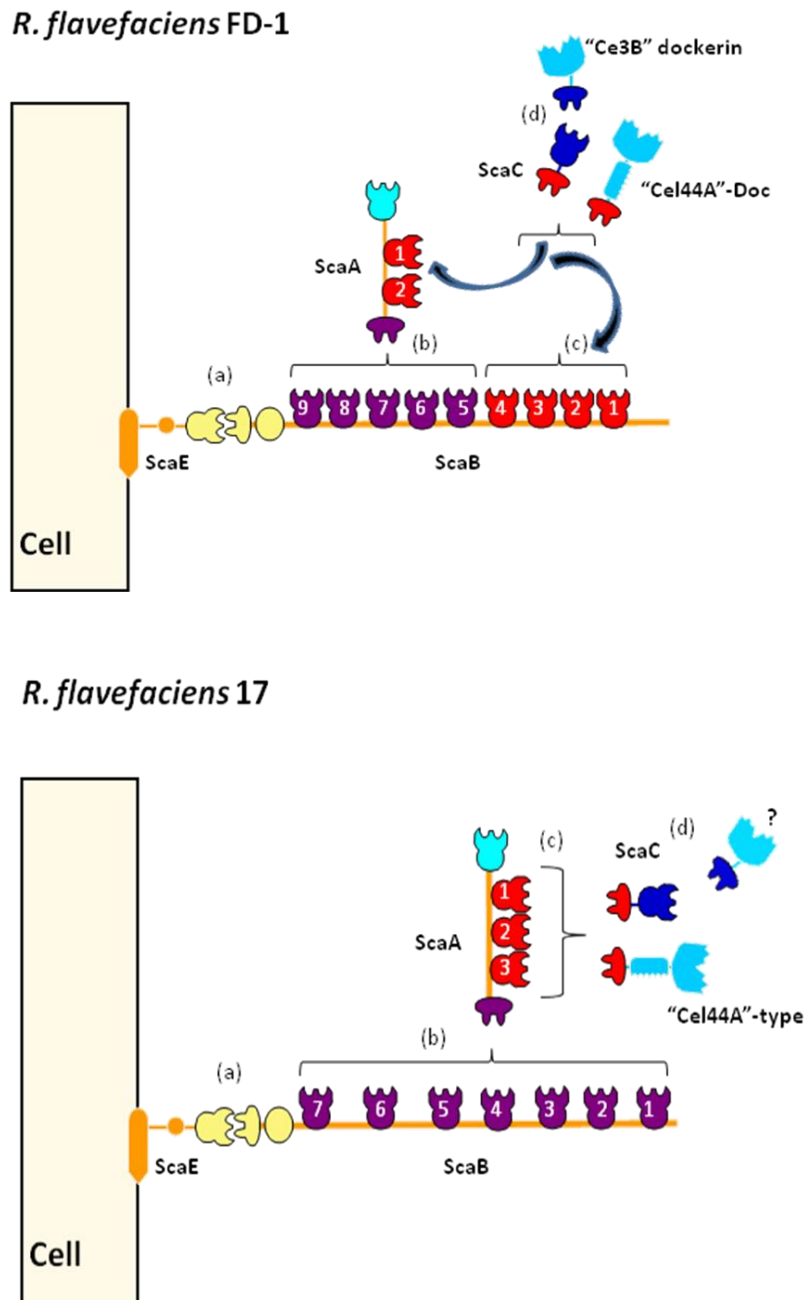 R. flavefaciens FD-1
"Ce3B" dockerin
(d)
ScaC
"Cel44A"-Doc
ScaA
1
2
(b)
(c)
(a)
9 8 7 6 5 4 3 2 1
ScaE
ScaB
Cell
R. flavefaciens 17
?
(d)
(c)
ScaC
1
ScaA
2
3
"Cel44A"-type
(b)
(a)
7 6 5 4 3 2 1
ScaE
ScaB
Cell